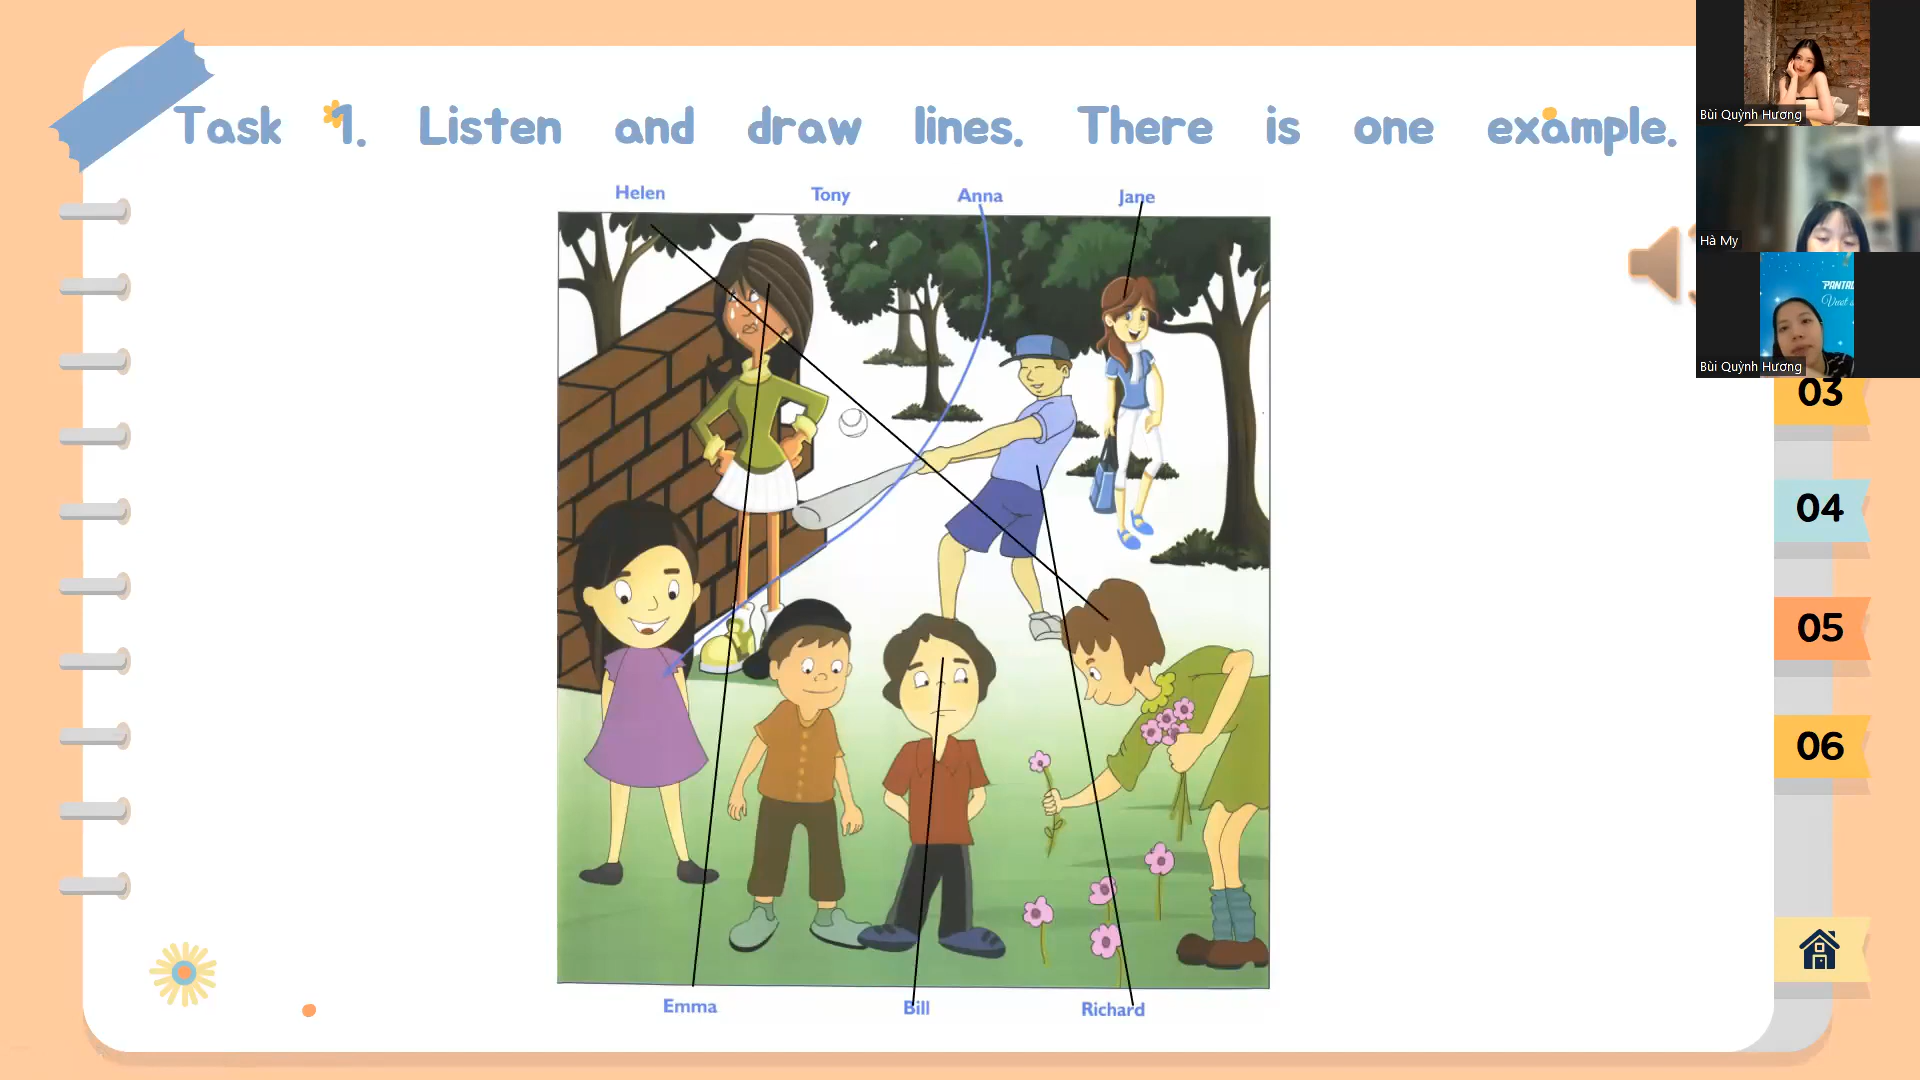 Task 1. Listen and draw lines. There is one example.
Helen Tony Anna Jane
Emma Bill Richard
Bùi Quỳnh Hương
Hà My
Bùi Quỳnh Hương
03
04
05
06